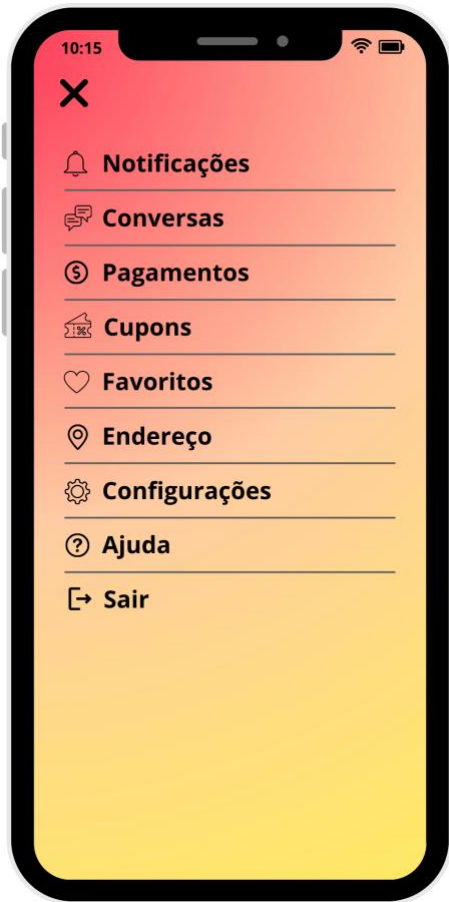 10:15
Notificações
Conversas
Pagamentos
Cupons
Favoritos
Endereço
Configurações
Ajuda
Sair